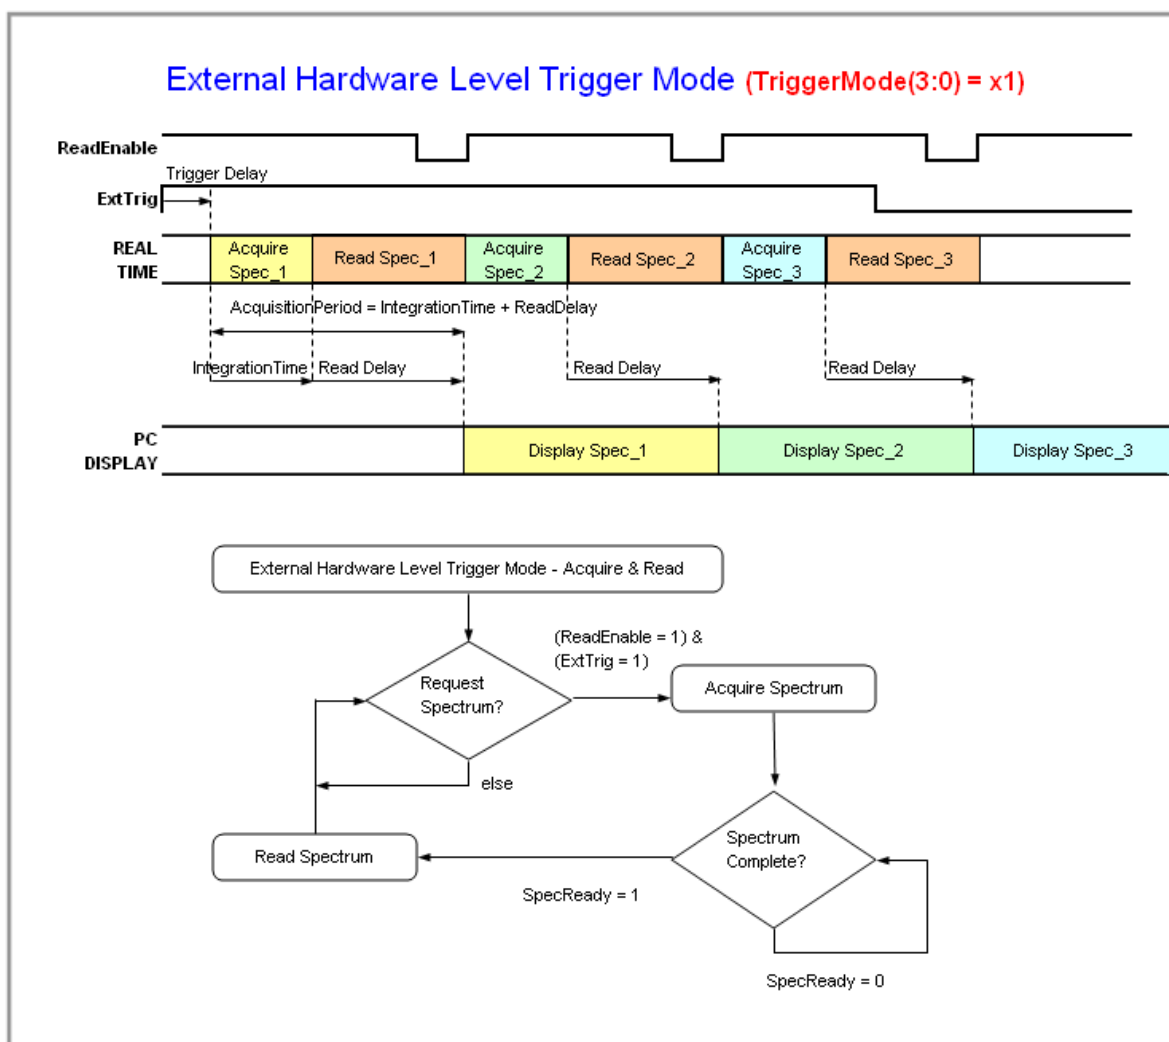 External Hardware Level Trigger Mode (TriggerMode(3:0) = x1)
ReadEnable
Trigger Delay
ExtTrig
REAL
TIME
Acquire
Spec_1
Read Spec_1
Acquire
Spec_2
Read Spec_2
Acquire
Spec_3
Read Spec_3
AcquisitionPeriod = IntegrationTime + ReadDelay
IntegrationTime
Read Delay
Read Delay
Read Delay
PC
DISPLAY
Display Spec_1
Display Spec_2
Display Spec_3
External Hardware Level Trigger Mode - Acquire & Read
(ReadEnable = 1) &
(ExtTrig = 1)
Request
Spectrum?
Acquire Spectrum
else
Spectrum
Complete?
Read Spectrum
SpecReady = 1
SpecReady = 0